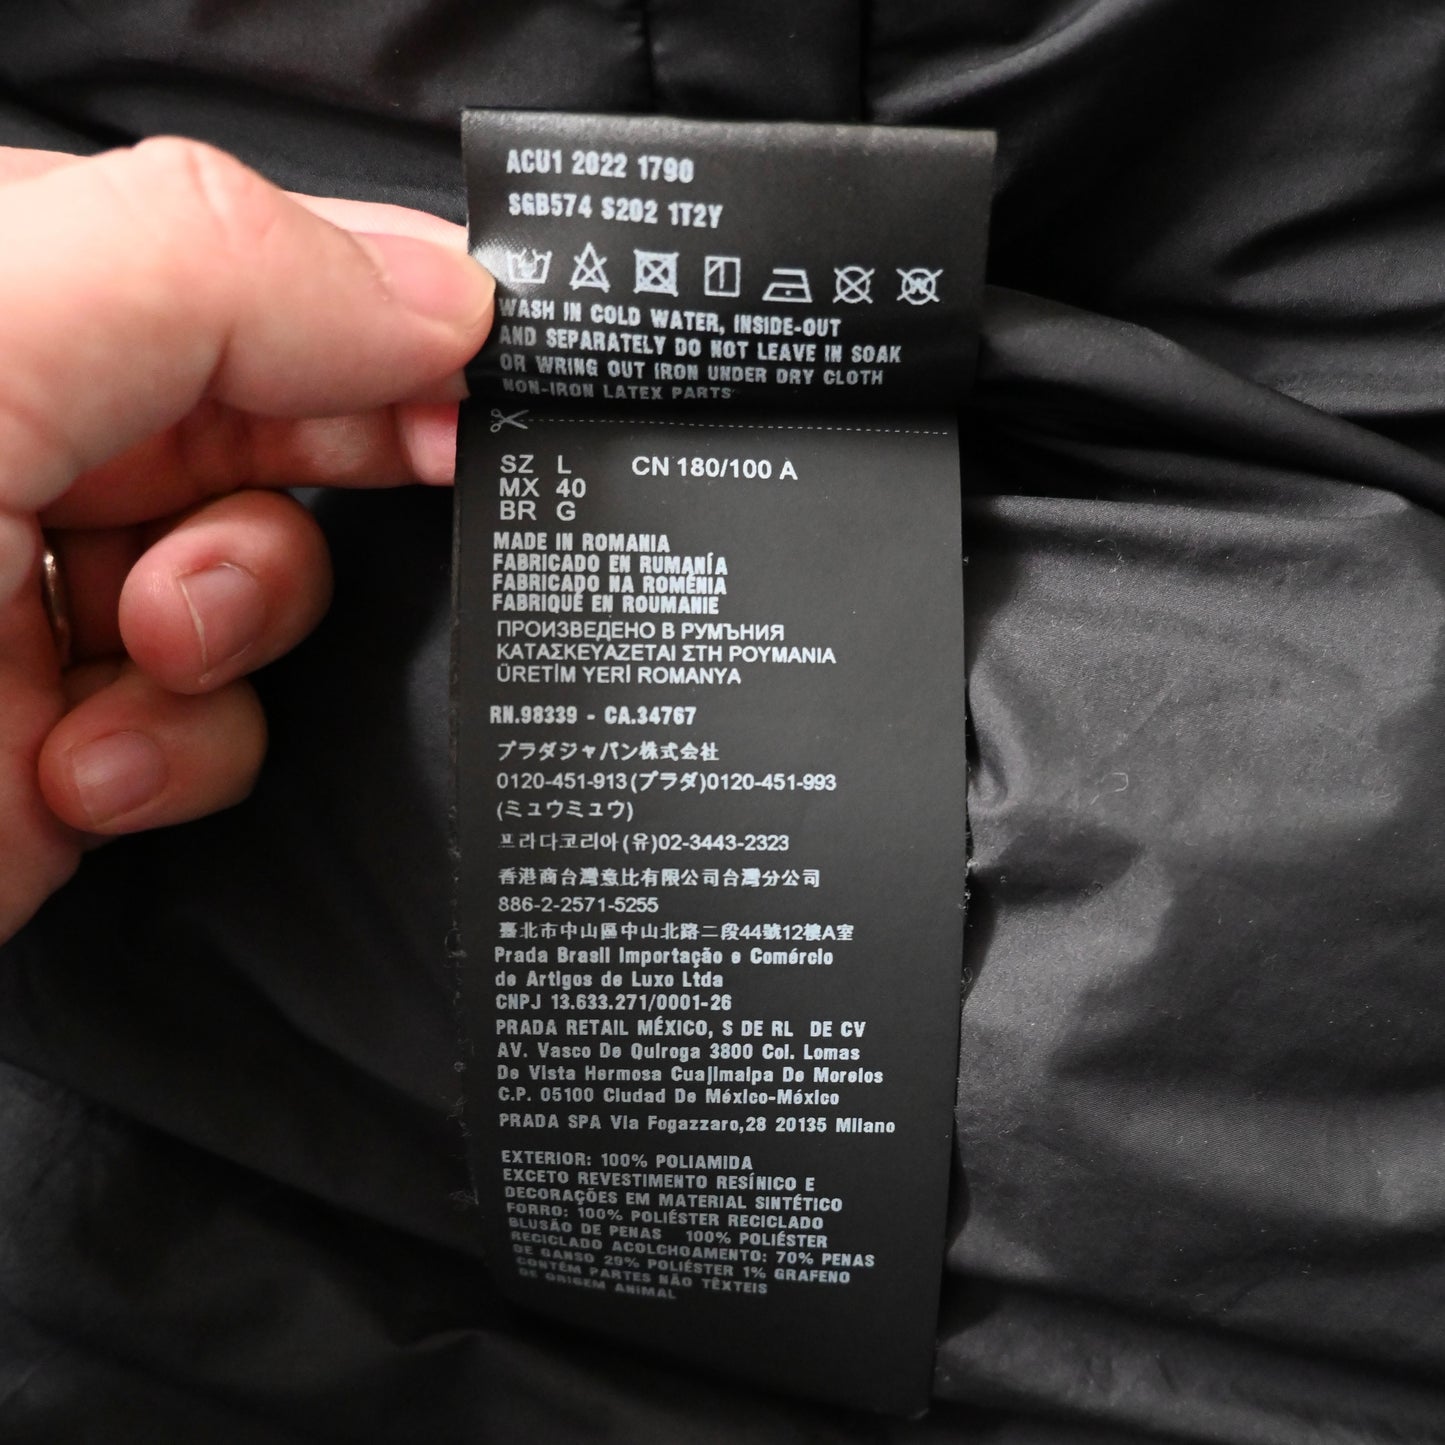 ACU1 2022 1790
SGB574 S202 1T2Y
WASH IN COLD WATER, INSIDE-OUT
AND SEPARATELY DO NOT LEAVE IN SOAK
OR WRING OUT IRON UNDER DRY CLOTH
NON-IRON LATEX PARTS
SZ L CN 180/100 A
MX 40
BR G
MADE IN ROMANIA
FABRICADO EN RUMANÍA
FABRICADO NA ROMÉNIA
FABRIQUÉ EN ROUMANIE
ПРОИЗВЕДЕНО В РУМЪНИЯ
ΚΑΤΑΣΚΕΥΑΖΕΤΑΙ ΣΤΗ ΡΟΥΜΑΝΙΑ
ÜRETİM YERİ ROMANYA
RN.98339 - CA.34767
プラダジャパン株式会社
0120-451-913(プラダ)0120-451-993
(ミュウミュウ)
프라다코리아(유)02-3443-2323
香港商台灣意比有限公司台灣分公司
886-2-2571-5255
臺北市中山區中山北路二段44號12樓A室
Prada Brasil Importação e Comércio
de Artigos de Luxo Ltda
CNPJ 13.633.271/0001-26
PRADA RETAIL MÉXICO, S DE RL DE CV
AV. Vasco De Quiroga 3800 Col. Lomas
De Vista Hermosa Cuajimalpa De Morelos
C.P. 05100 Ciudad De México-México
PRADA SPA Via Fogazzaro,28 20135 Milano
EXTERIOR: 100% POLIAMIDA
EXCETO REVESTIMENTO RESÍNICO E
DECORAÇÕES EM MATERIAL SINTÉTICO
FORRO: 100% POLIÉSTER RECICLADO
BLUSÃO DE PENAS 100% POLIÉSTER
RECICLADO ACOLCHOAMENTO: 70% PENAS
DE GANSO 29% POLIÉSTER 1% GRAFENO
CONTÉM PARTES NÃO TÊXTEIS
DE ORIGEM ANIMAL